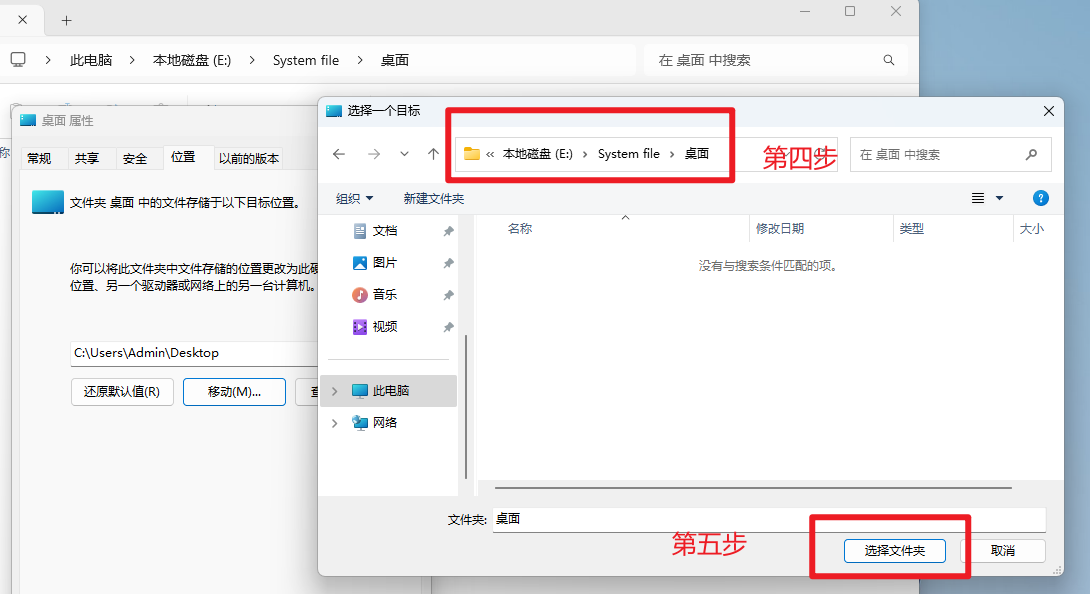 此电脑 本地磁盘 (E:) System file 桌面
在 桌面 中搜索
桌面 属性
常规 共享 安全 位置 以前的版本
文件夹 桌面 中的文件存储于以下目标位置。
你可以将此文件夹中文件存储的位置更改为此硬
位置、另一个驱动器或网络上的另一台计算机。
C:\Users\Admin\Desktop
还原默认值(R) 移动(M)...
选择一个目标
« 本地磁盘 (E:) System file 桌面
第四步
在 桌面 中搜索
组织 新建文件夹
文档
图片
音乐
视频
此电脑
网络
名称 修改日期 类型 大小
没有与搜索条件匹配的项。
文件夹: 桌面
第五步
选择文件夹 取消